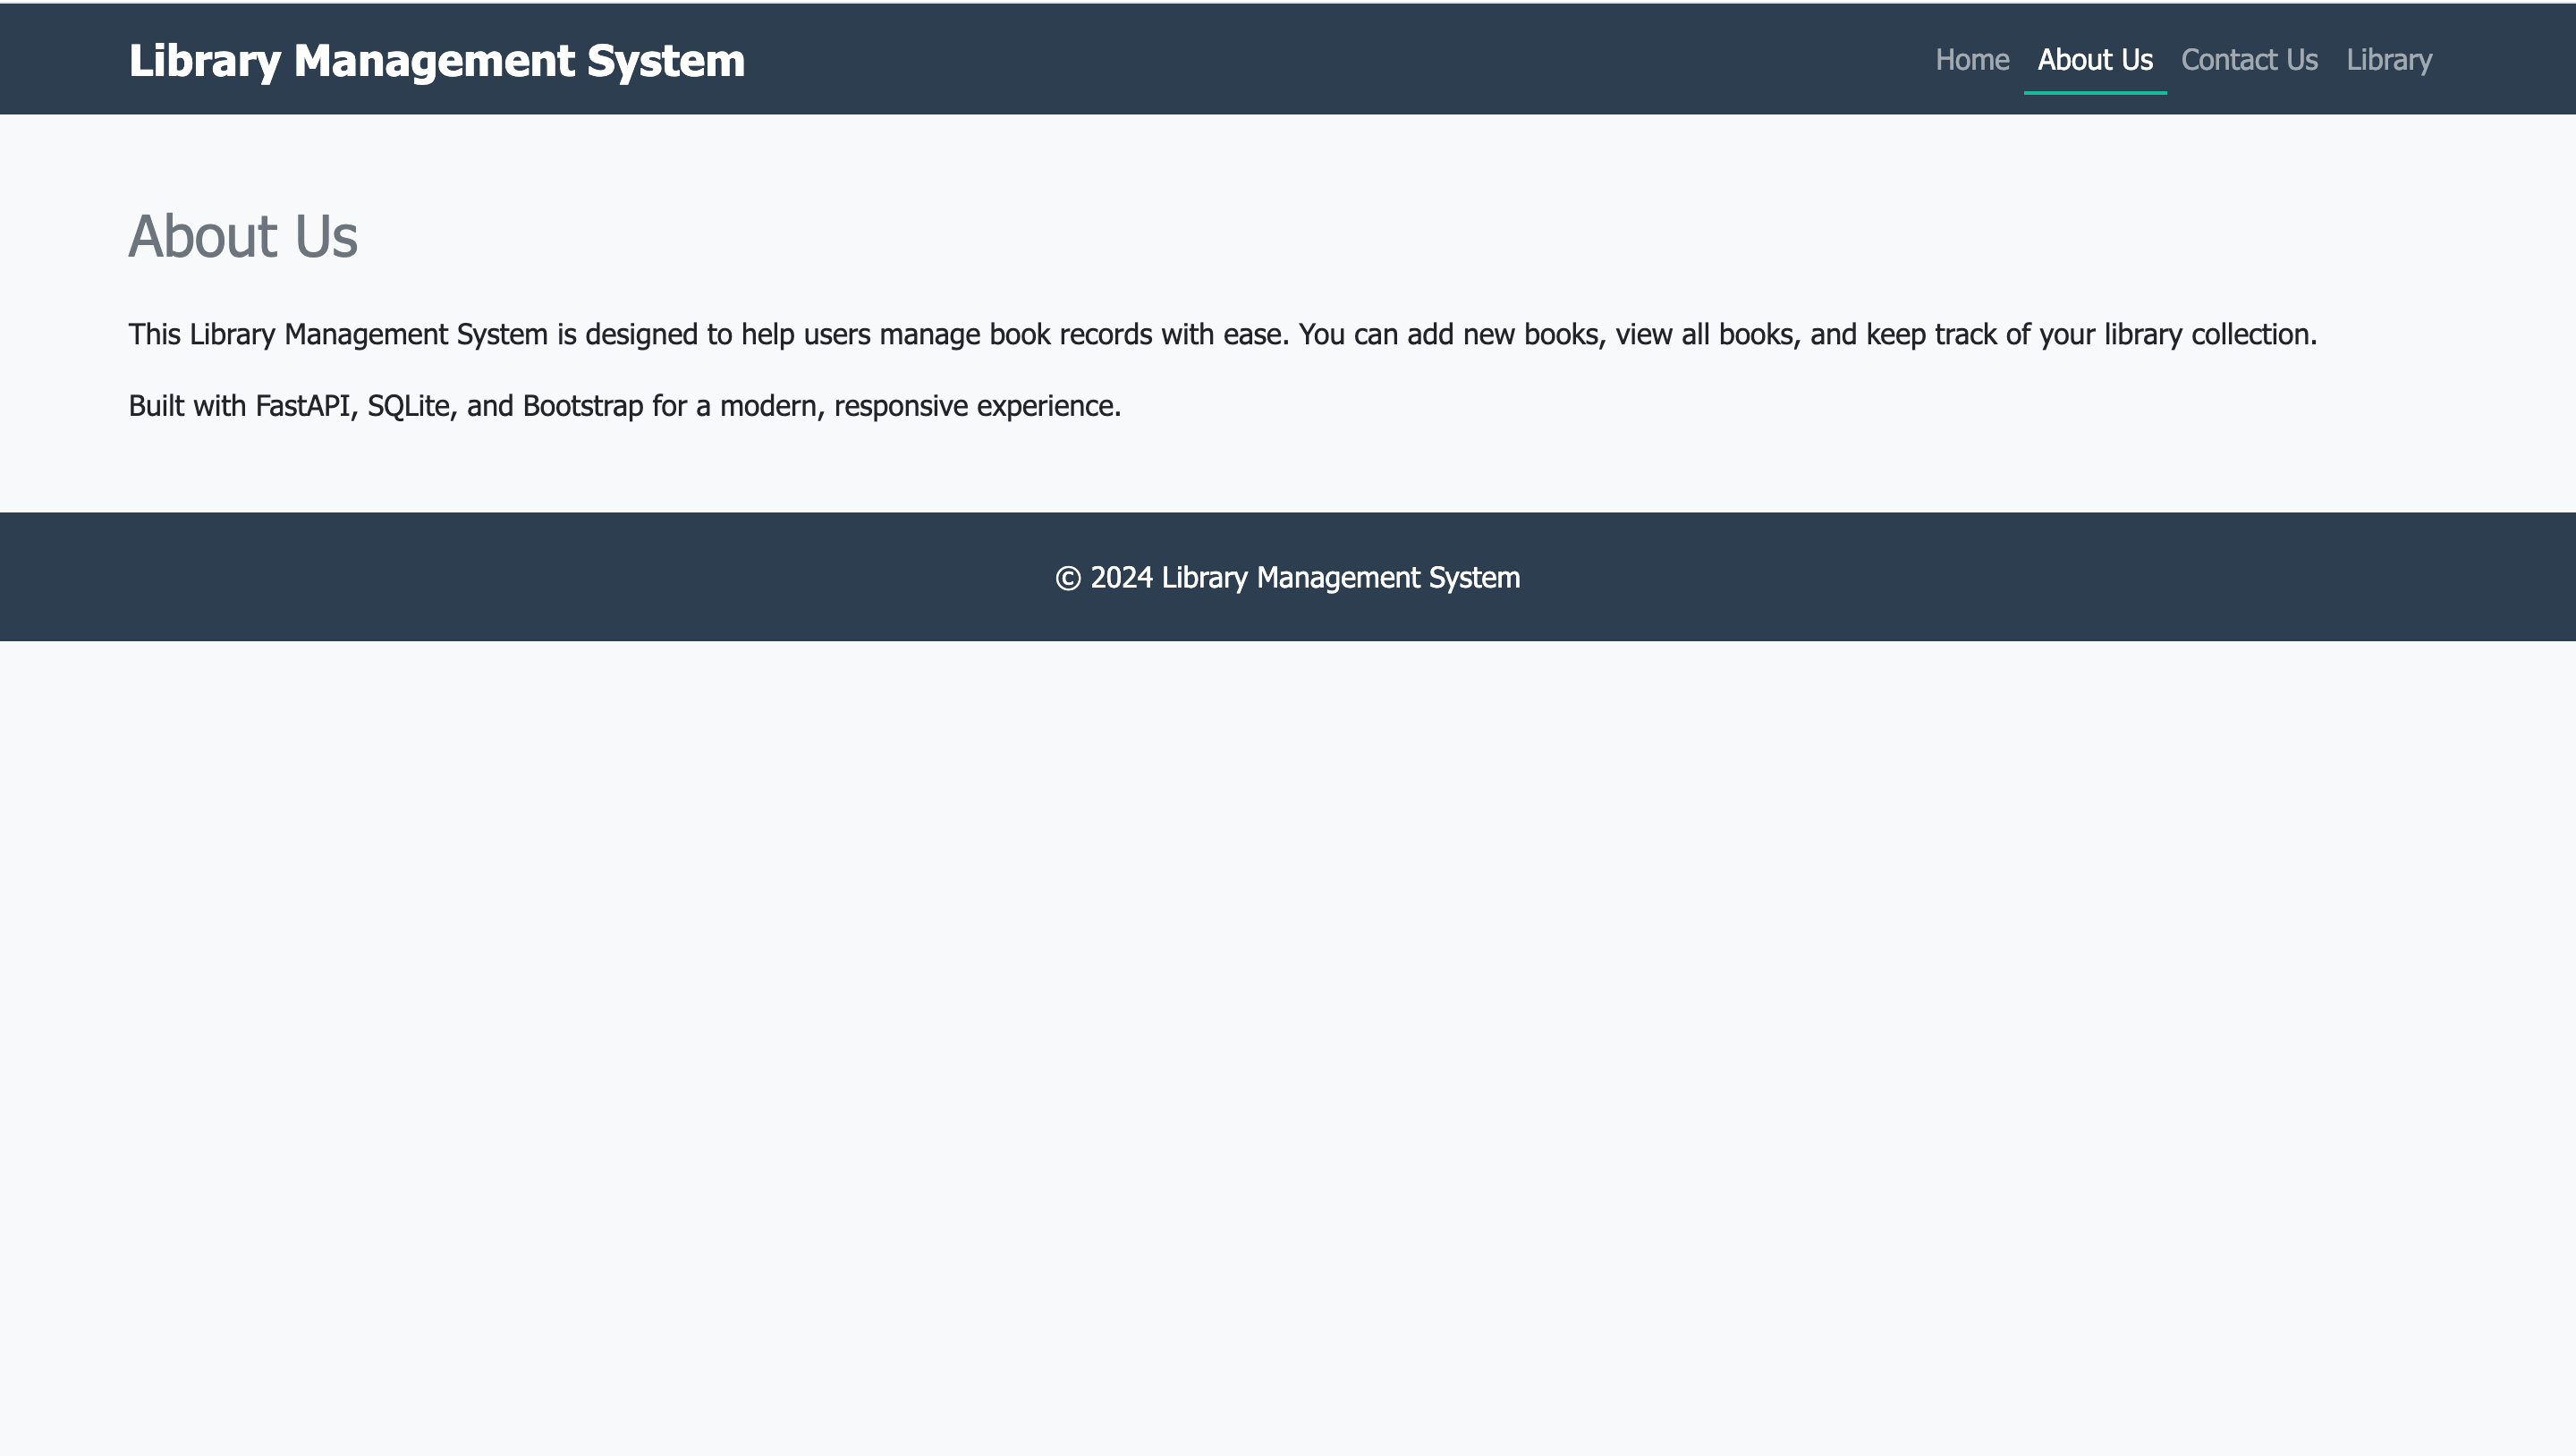 Library Management System
Home About Us Contact Us Library
About Us
This Library Management System is designed to help users manage book records with ease. You can add new books, view all books, and keep track of your library collection.
Built with FastAPI, SQLite, and Bootstrap for a modern, responsive experience.
© 2024 Library Management System